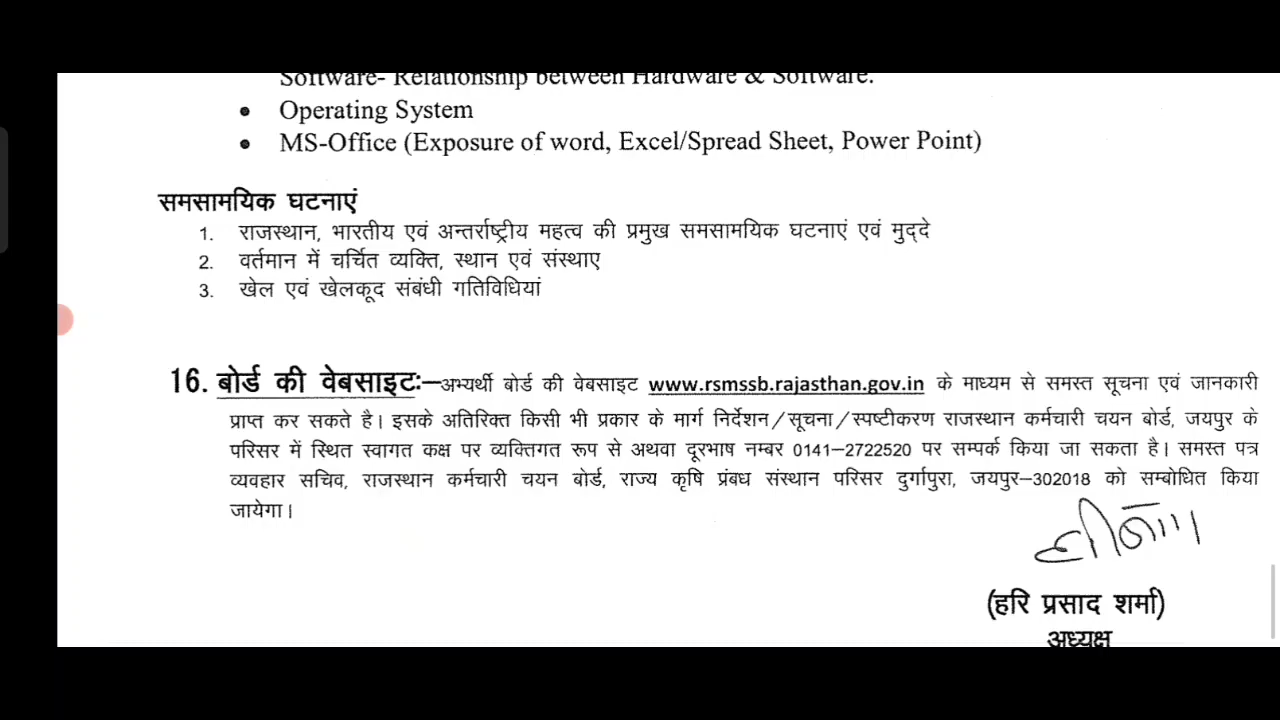 Software- Relationship between Hardware & Software.
• Operating System
• MS-Office (Exposure of word, Excel/Spread Sheet, Power Point)
समसामयिक घटनाएं
1. राजस्थान, भारतीय एवं अन्तर्राष्ट्रीय महत्व की प्रमुख समसामयिक घटनाएं एवं मुद्दे
2. वर्तमान में चर्चित व्यक्ति, स्थान एवं संस्थाए
3. खेल एवं खेलकूद संबंधी गतिविधियां
16. बोर्ड की वेबसाइटः–अभ्यर्थी बोर्ड की वेबसाइट www.rsmssb.rajasthan.gov.in के माध्यम से समस्त सूचना एवं जानकारी
प्राप्त कर सकते है। इसके अतिरिक्त किसी भी प्रकार के मार्ग निर्देशन/सूचना/स्पष्टीकरण राजस्थान कर्मचारी चयन बोर्ड, जयपुर के
परिसर में स्थित स्वागत कक्ष पर व्यक्तिगत रूप से अथवा दूरभाष नम्बर 0141–2722520 पर सम्पर्क किया जा सकता है। समस्त पत्र
व्यवहार सचिव, राजस्थान कर्मचारी चयन बोर्ड, राज्य कृषि प्रंबध संस्थान परिसर दुर्गापुरा, जयपुर–302018 को सम्बोधित किया
जायेगा।
(हरि प्रसाद शर्मा)
अध्यक्ष